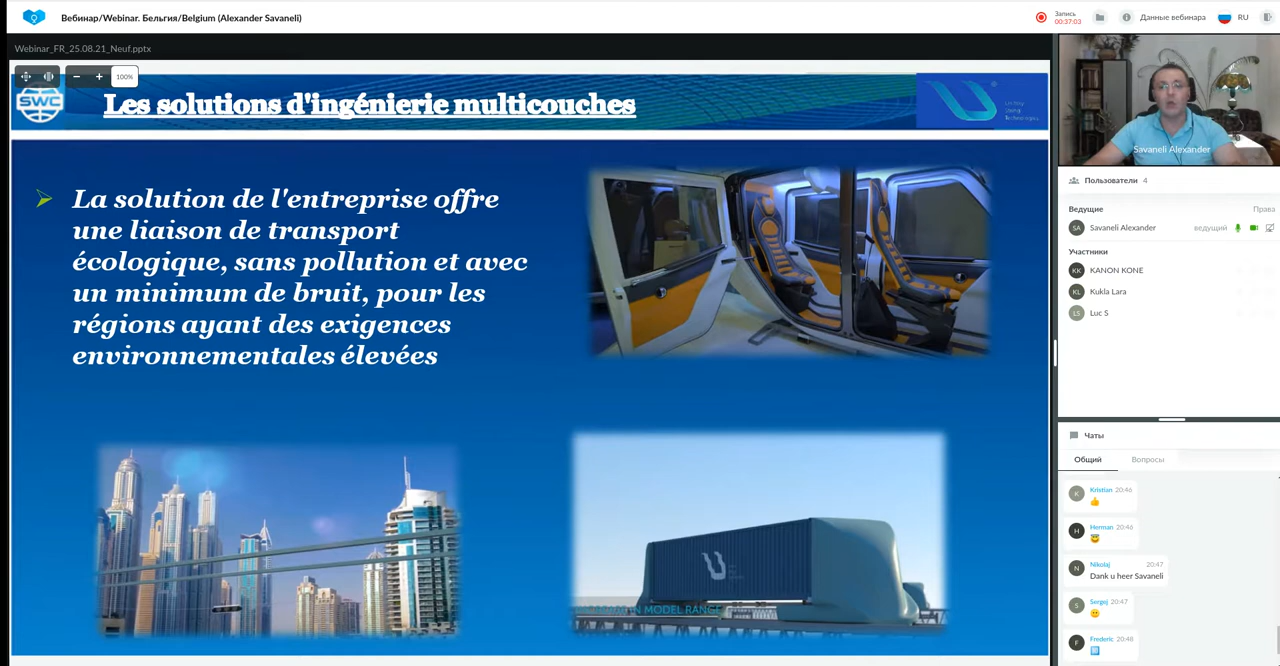 Вебинар/Webinar. Бельгия/Belgium (Alexander Savaneli)
Запись
00:37:03
Данные вебинара
RU
Webinar_FR_25.08.21_Neuf.pptx
100%
SWC
Les solutions d'ingénierie multicouches
La solution de l'entreprise offre
une liaison de transport
écologique, sans pollution et avec
un minimum de bruit, pour les
régions ayant des exigences
environnementales élevées
MODEL RANGE
Savaneli Alexander
Пользователи 4
Ведущие Права
SA Savaneli Alexander ведущий
Участники
KK KANON KONE
KL Kukla Lara
LS Luc S
Чаты
Общий Вопросы
K Kristian 20:46
H Herman 20:46
N Nikolaj 20:47
Dank u heer Savaneli
S Sergej 20:47
F Frederic 20:48